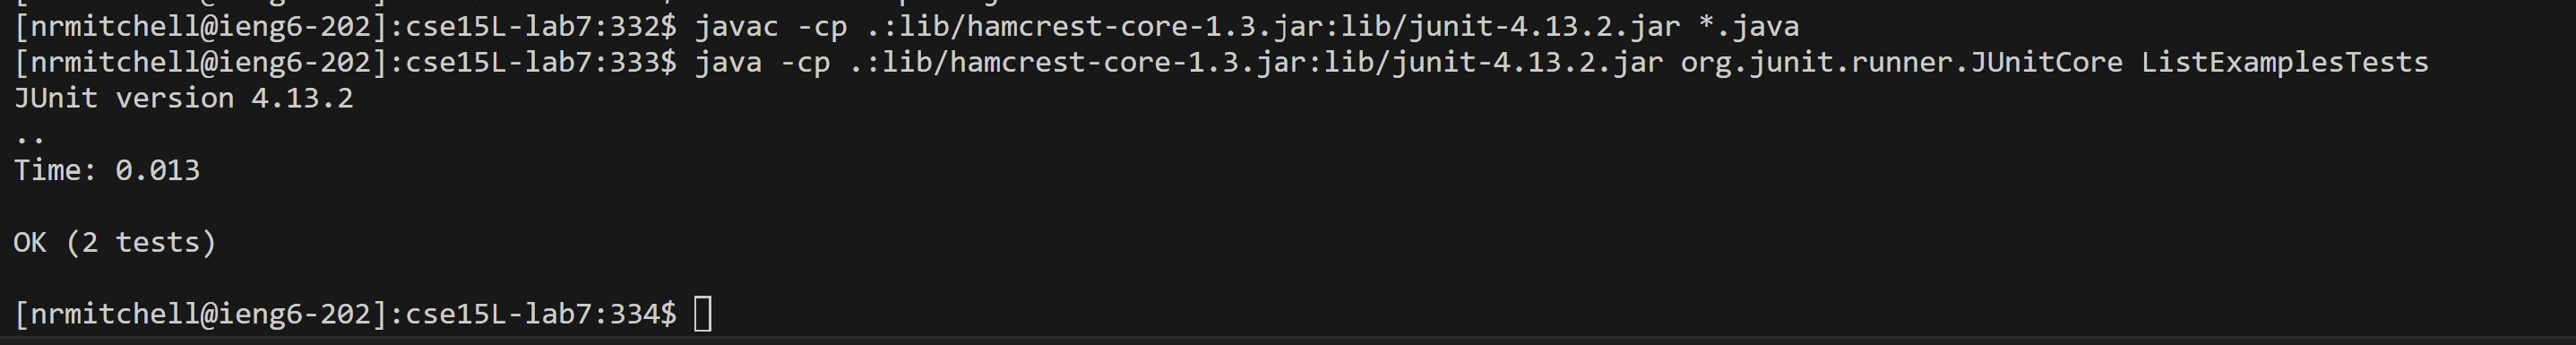 [nrmitchell@ieng6-202]:cse15L-lab7:332$ javac -cp .:lib/hamcrest-core-1.3.jar:lib/junit-4.13.2.jar *.java
[nrmitchell@ieng6-202]:cse15L-lab7:333$ java -cp .:lib/hamcrest-core-1.3.jar:lib/junit-4.13.2.jar org.junit.runner.JUnitCore ListExamplesTests
JUnit version 4.13.2
..
Time: 0.013
OK (2 tests)
[nrmitchell@ieng6-202]:cse15L-lab7:334$